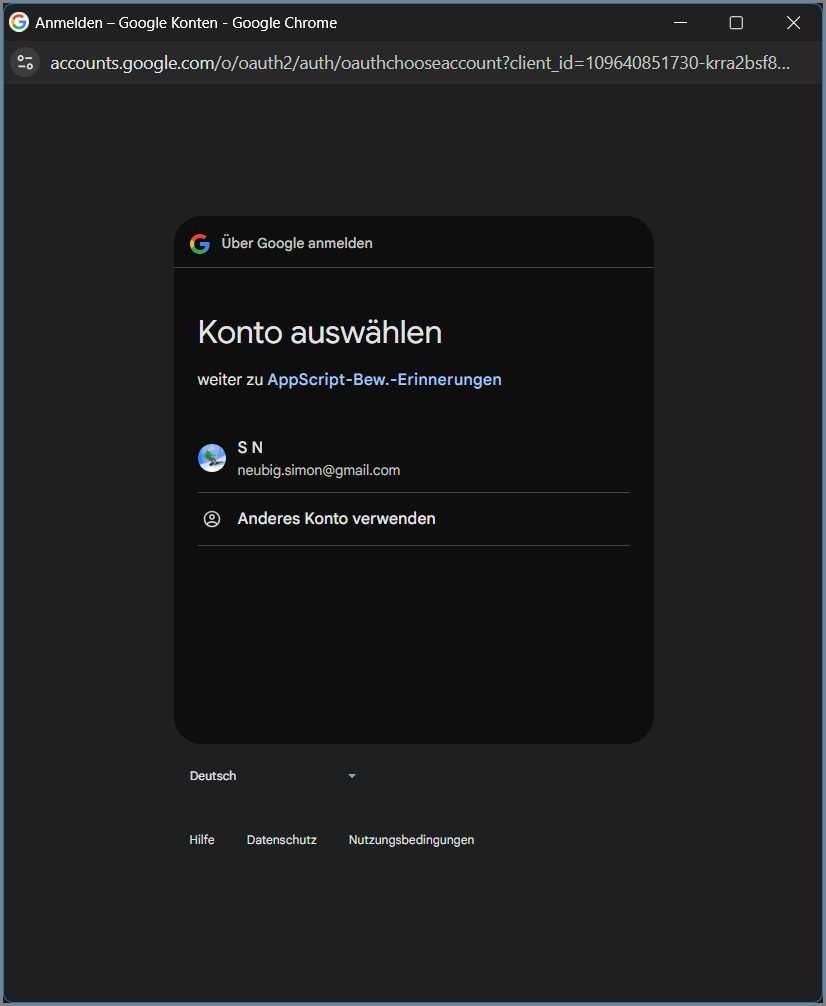 Anmelden – Google Konten - Google Chrome
accounts.google.com/o/oauth2/auth/oauthchooseaccount?client_id=109640851730-krra2bsf8...
Über Google anmelden
Konto auswählen
weiter zu AppScript-Bew.-Erinnerungen
S N
neubig.simon@gmail.com
Anderes Konto verwenden
Deutsch
Hilfe Datenschutz Nutzungsbedingungen